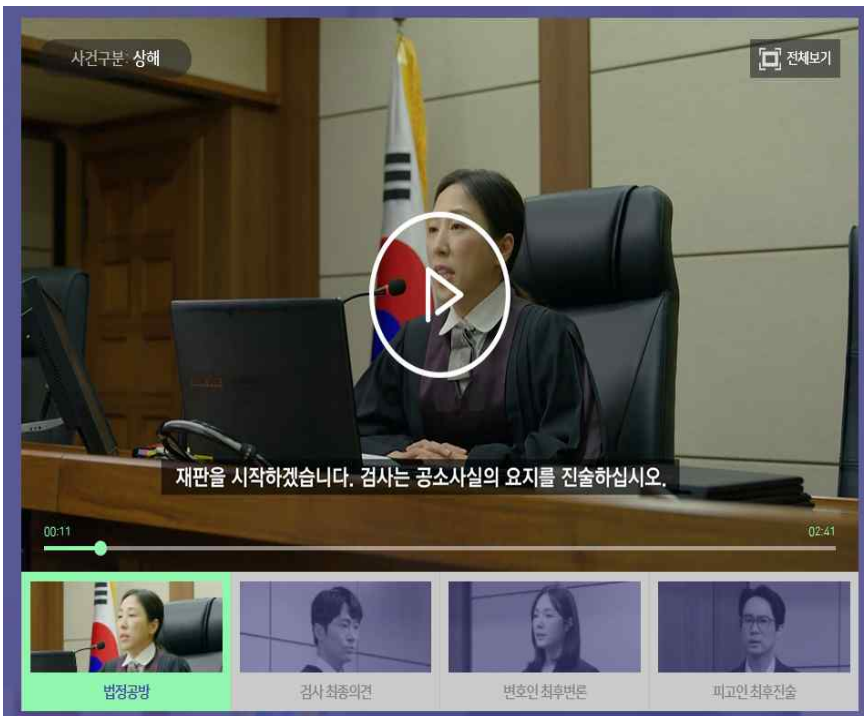 사건구분: 상해
전체보기
재판을 시작하겠습니다. 검사는 공소사실의 요지를 진술하십시오.
00:11
02:41
법정공방
검사 최종의견
변호인 최후변론
피고인 최후진술